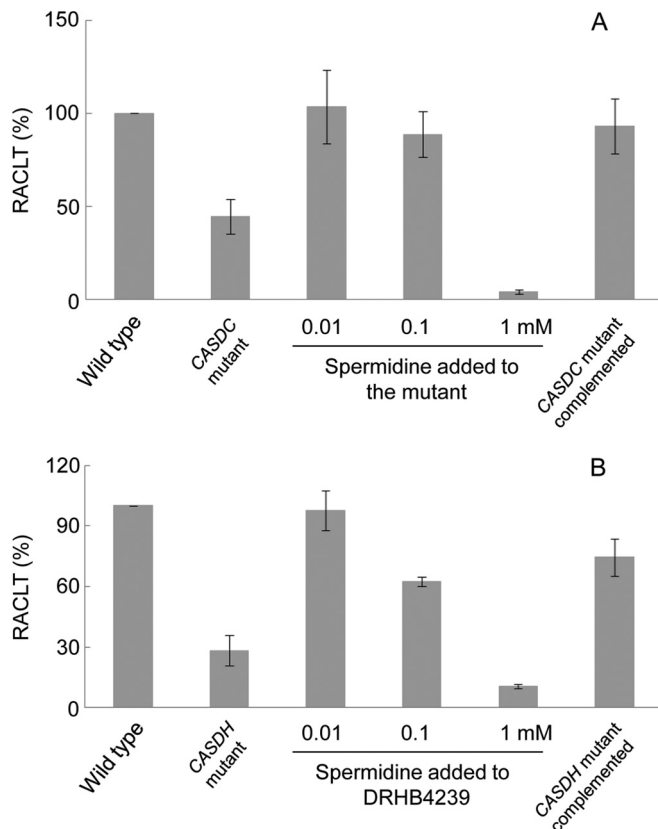 A
RACLT (%)
150
100
50
0
Wild type
CASDC
mutant
0.01
0.1
1 mM
Spermidine added to
the mutant
CASDC mutant
complemented
B
RACLT (%)
120
90
60
30
0
Wild type
CASDH
mutant
0.01
0.1
1 mM
Spermidine added to
DRHB4239
CASDH mutant
complemented